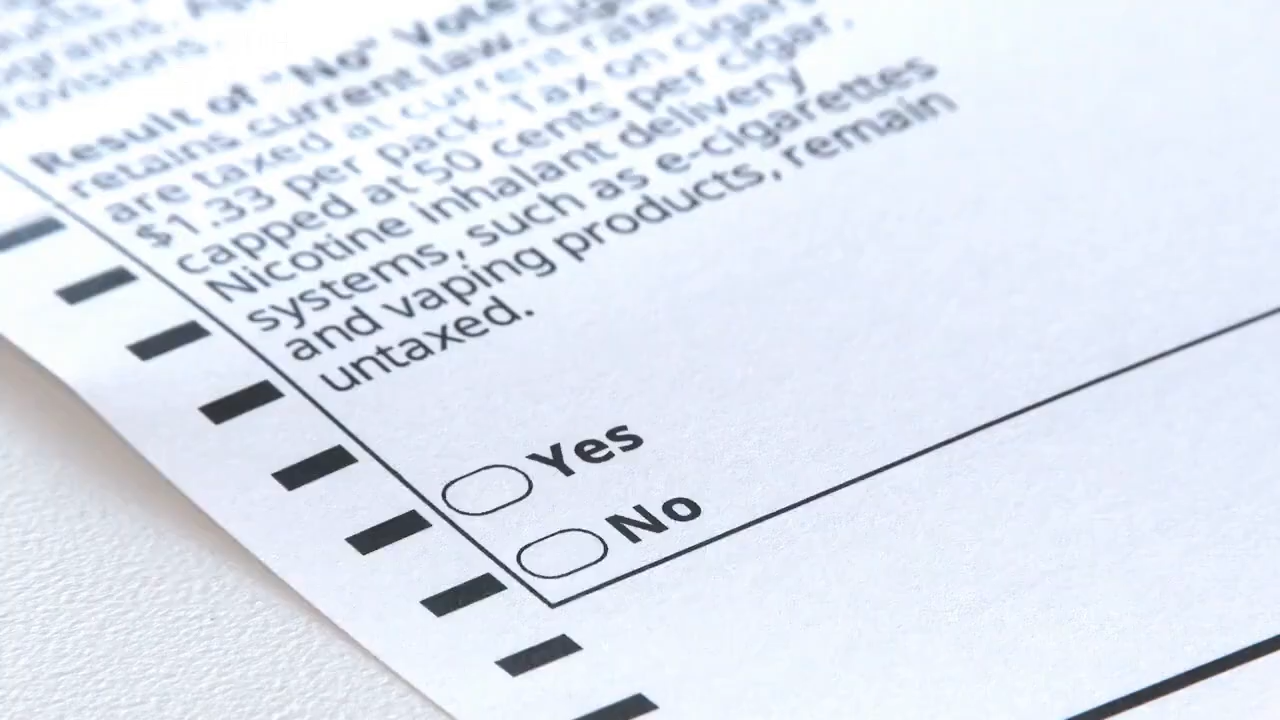 ograms.
rovisions.
Result of "No" Vote
retains current law.
are taxed at current rate
$1.33 per pack. Tax on cigars
capped at 50 cents per cigar.
Nicotine inhalant delivery
systems, such as e-cigarettes
and vaping products, remain
untaxed.
Yes
No